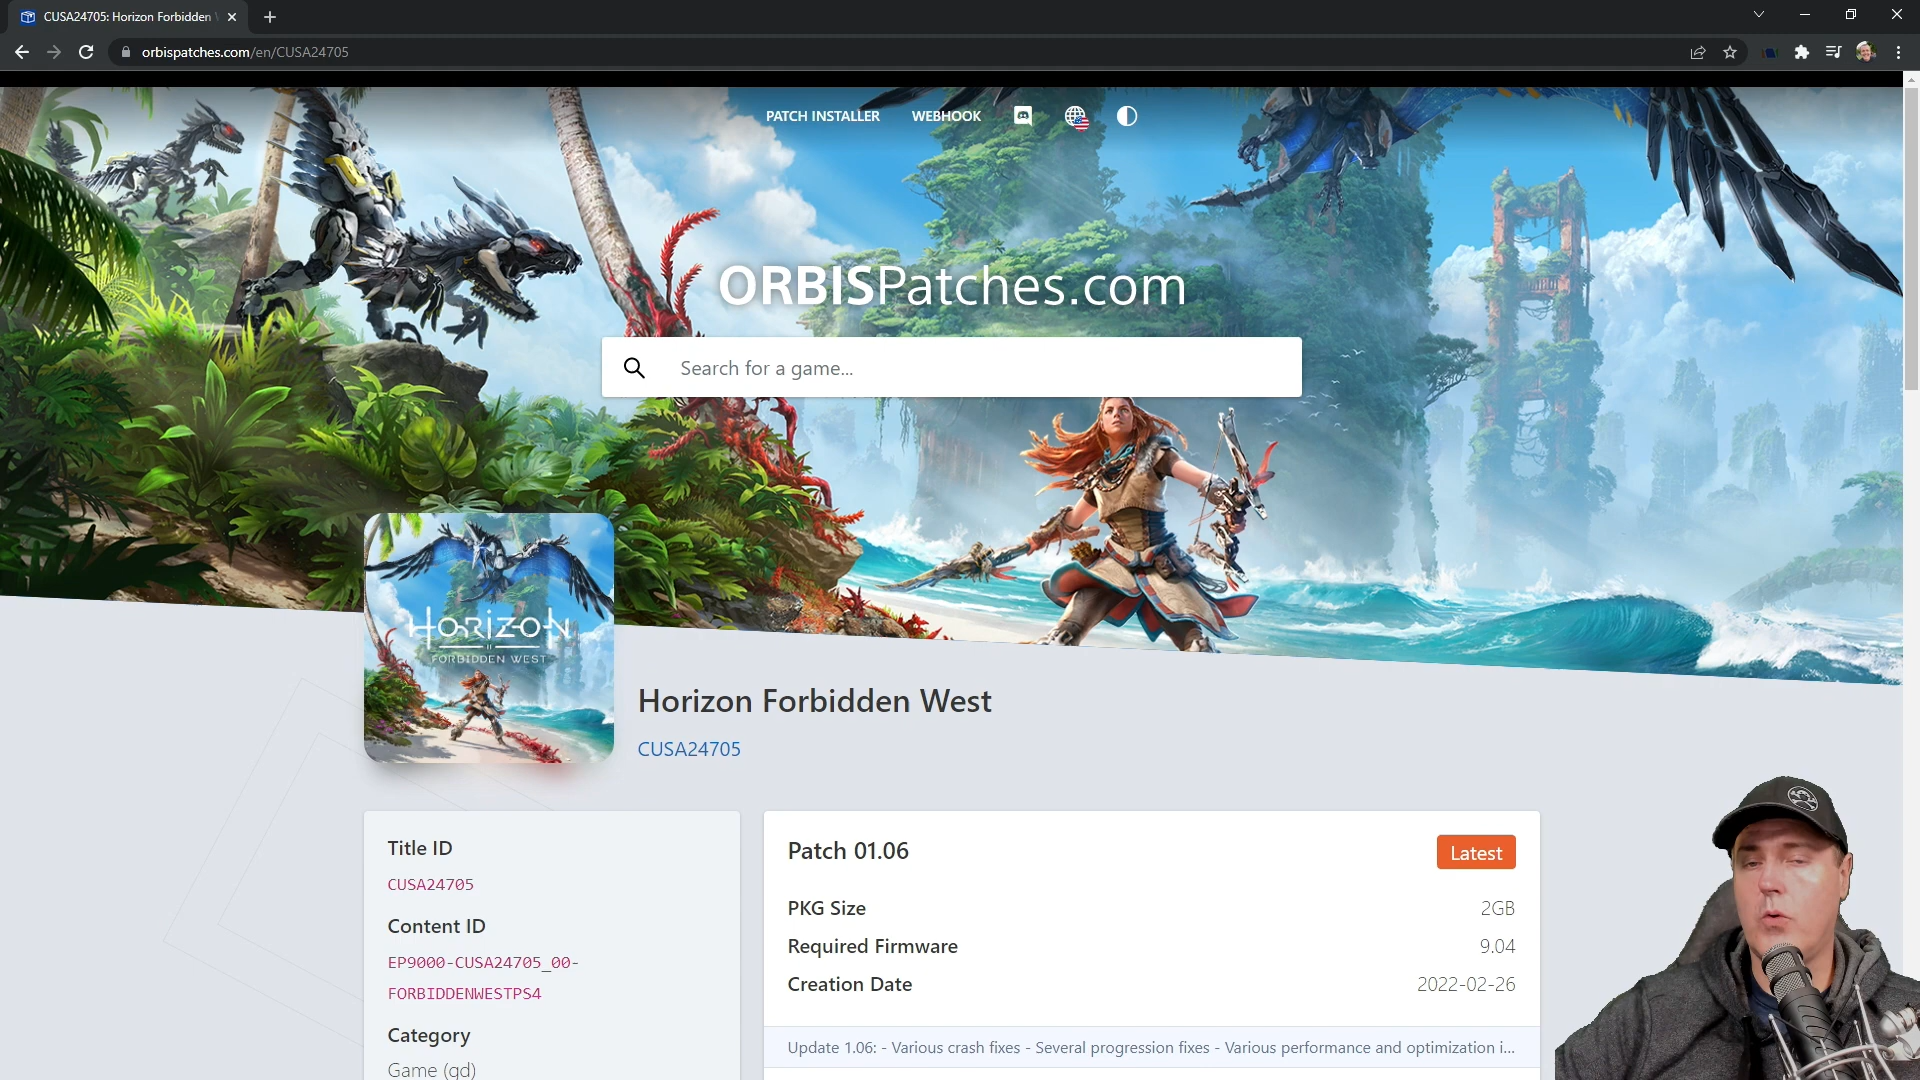 CUSA24705: Horizon Forbidden
orbispatches.com/en/CUSA24705
PATCH INSTALLER
WEBHOOK
ORBISPatches.com
Search for a game...
HORIZON
II
FORBIDDEN WEST
Horizon Forbidden West
CUSA24705
Title ID
CUSA24705
Content ID
EP9000-CUSA24705_00-
FORBIDDENWESTPS4
Category
Game (gd)
Patch 01.06
Latest
PKG Size
2GB
Required Firmware
9.04
Creation Date
2022-02-26
Update 1.06: - Various crash fixes - Several progression fixes - Various performance and optimization i...